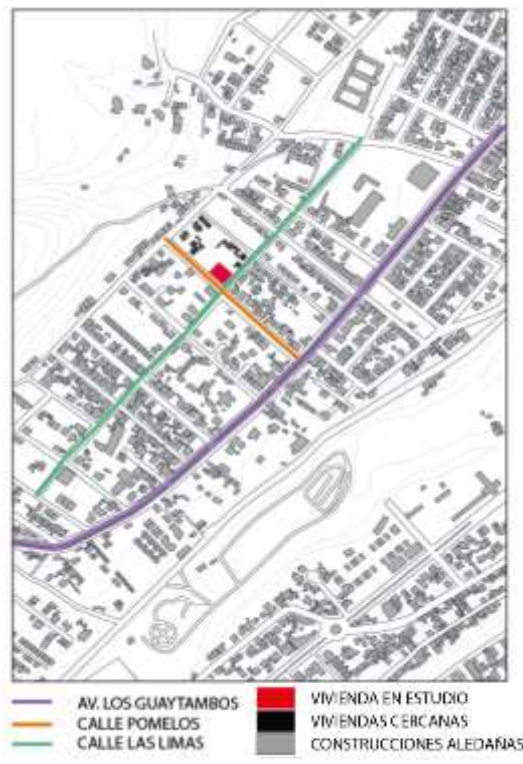 AV. LOS GUAYTAMBOS
CALLE POMELOS
CALLE LAS LIMAS
VIVIENDA EN ESTUDIO
VIVIENDAS CERCANAS
CONSTRUCCIONES ALEDAÑAS